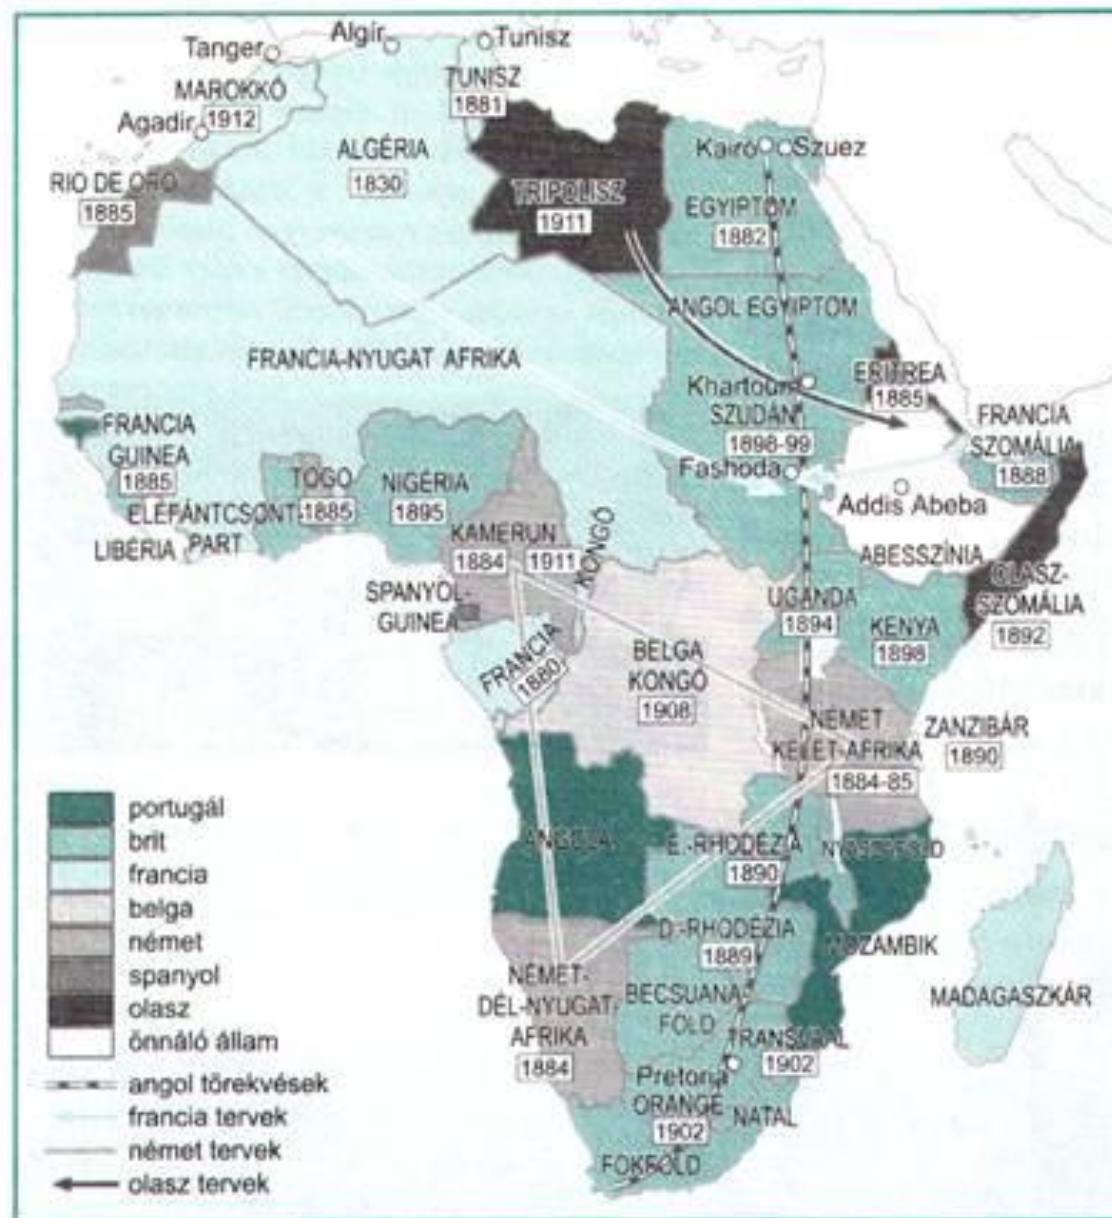 Tanger
Algír
Tunisz
MAROKKÓ
1912
TUNISZ
1881
Agadir
ALGÉRIA
1830
Kairó
Szuez
RIO DE ORO
1885
TRIPOLISZ
1911
EGYIPTOM
1882
ANGOL EGYIPTOM
FRANCIA-NYUGAT AFRIKA
Khartoum
SZUDÁN
1898-99
ERITREA
1885
FRANCIA
SZOMÁLIA
1888
FRANCIA
GUINEA
1885
TOGO
1885
NIGÉRIA
1895
Fashoda
Addis Abeba
ELEFÁNTCSONT-
PART
LIBÉRIA
KAMERUN
1884
1911
KONGÓ
ABESSZÍNIA
OLASZ-
SZOMÁLIA
1892
SPANYOL-
GUINEA
UGANDA
1894
KENYA
1898
FRANCIA
1880
BELGA
KONGÓ
1908
NÉMET
KELET-AFRIKA
1884-85
ZANZIBÁR
1890
ANGOLA
É.-RHODÉZIA
1890
D.-RHODÉZIA
1889
MOZAMBIK
MADAGASZKÁR
NÉMET-
DÉL-NYUGAT-
AFRIKA
1884
BECSUANA-
FÖLD
TRANSVAAL
1902
Pretoria
ORANGE
1902
NATAL
FOKFÖLD
portugál
brit
francia
belga
német
spanyol
olasz
önnáló állam
angol törekvések
francia tervek
német tervek
olasz tervek